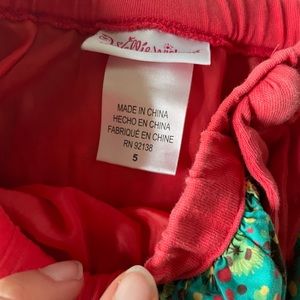 MADE IN CHINA
HECHO EN CHINA
FABRIQUÉ EN CHINE
RN 92138
5